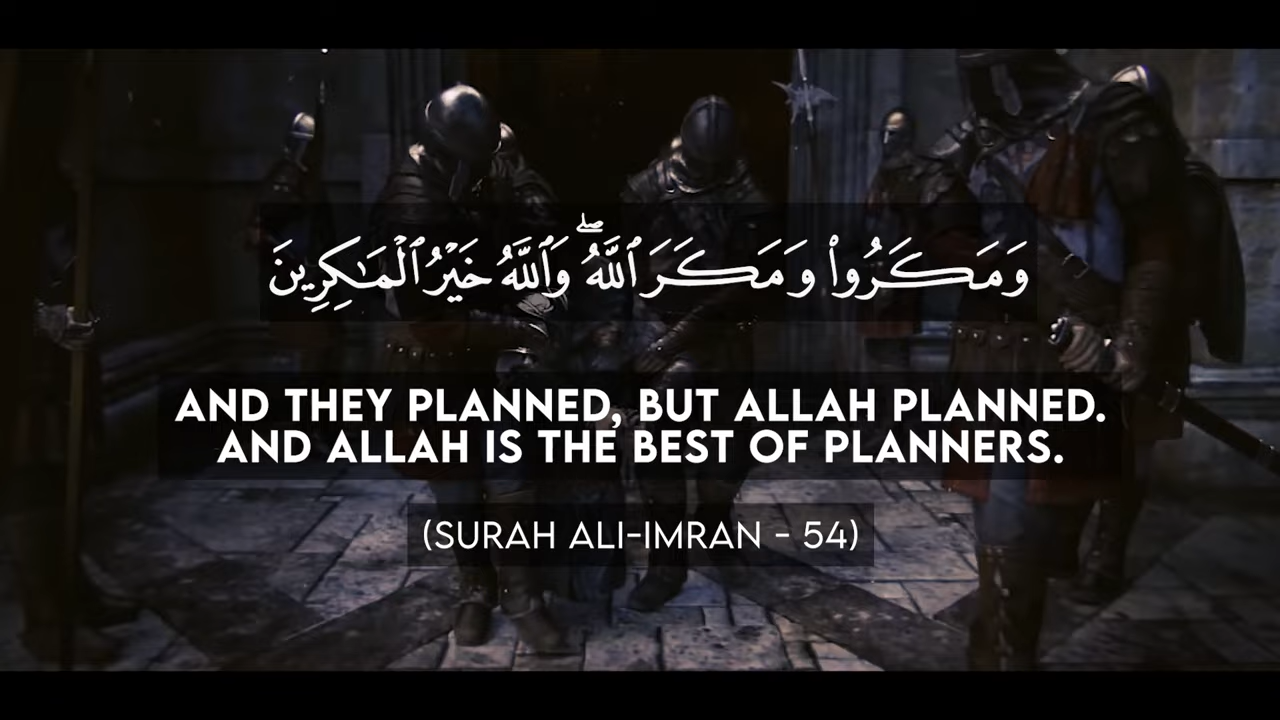 وَمَكَرُوا۟ وَمَكَرَ ٱللَّهُ ۖ وَٱللَّهُ خَيْرُ ٱلْمَـٰكِرِينَ
AND THEY PLANNED, BUT ALLAH PLANNED.
AND ALLAH IS THE BEST OF PLANNERS.
(SURAH ALI-IMRAN - 54)